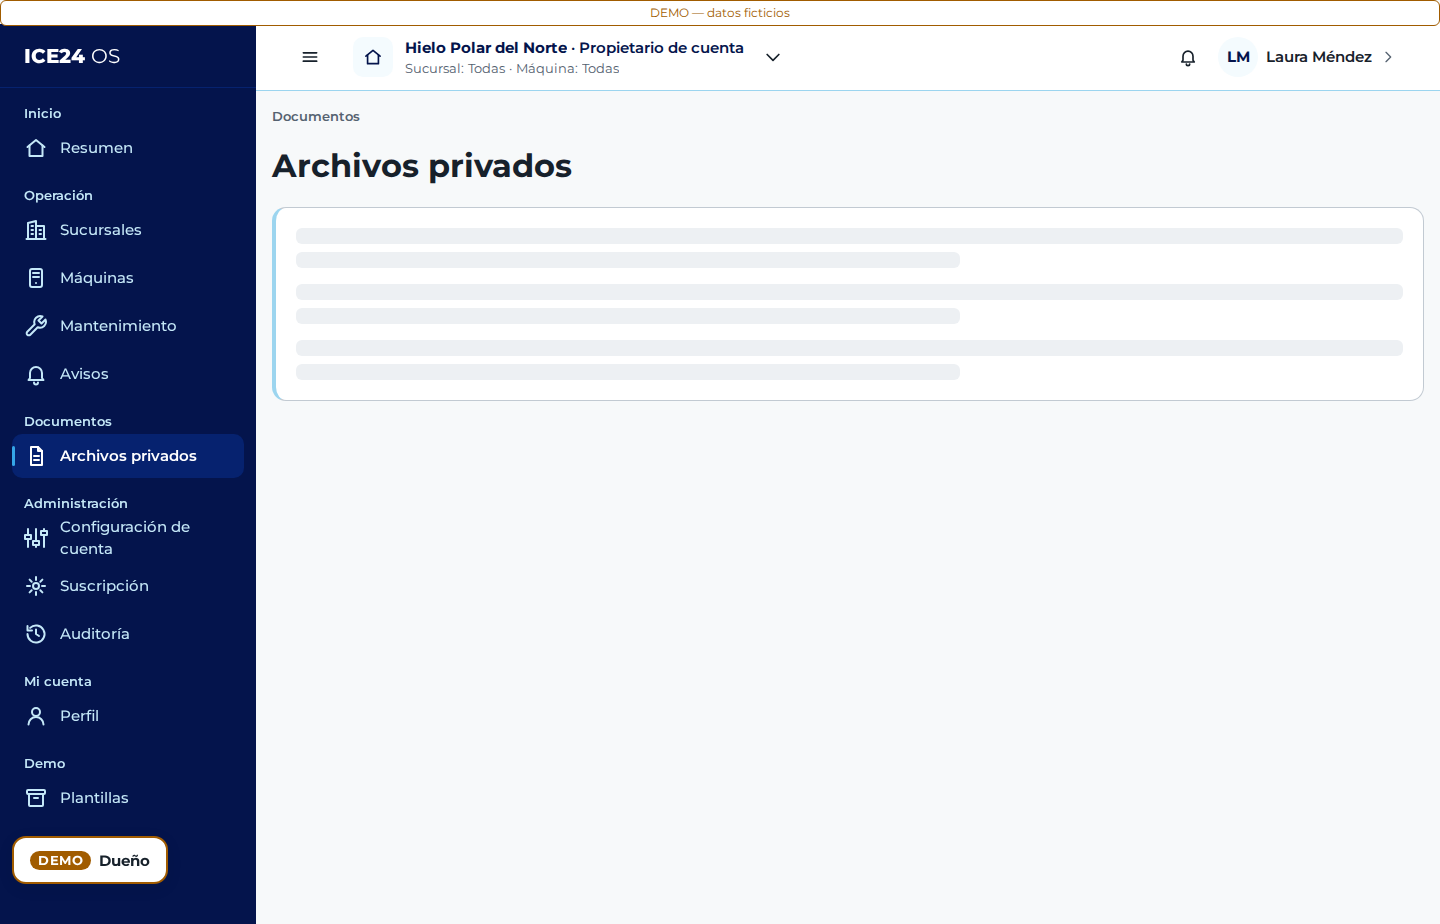 DEMO — datos ficticios
ICE24 OS
Inicio
Resumen
Operación
Sucursales
Máquinas
Mantenimiento
Avisos
Documentos
Archivos privados
Administración
Configuración de
cuenta
Suscripción
Auditoría
Mi cuenta
Perfil
Demo
Plantillas
DEMO Dueño
Hielo Polar del Norte · Propietario de cuenta
Sucursal: Todas · Máquina: Todas
LM Laura Méndez
Documentos
Archivos privados